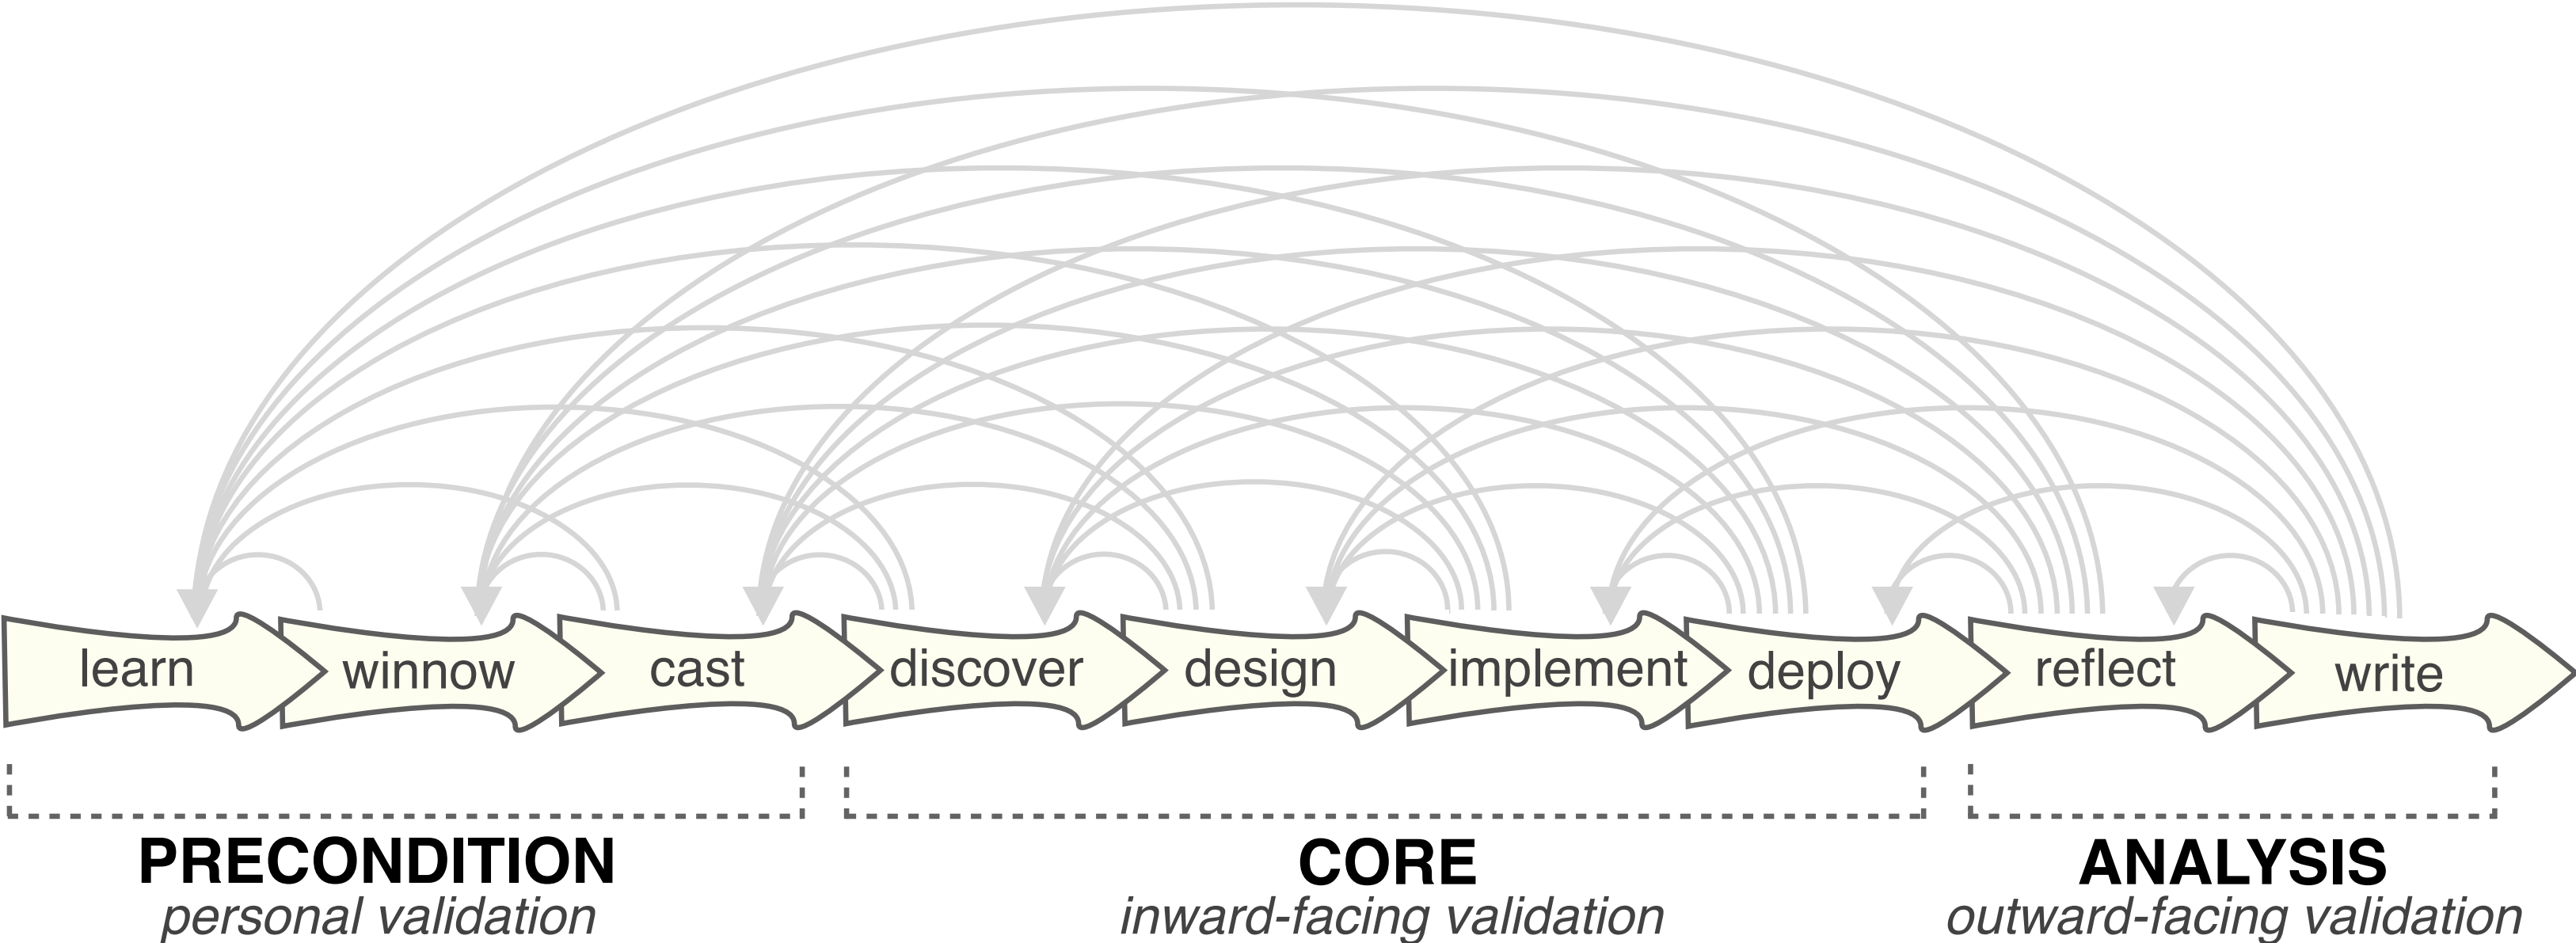 learn
winnow
cast
discover
design
implement
deploy
reflect
write
PRECONDITION
personal validation
CORE
inward-facing validation
ANALYSIS
outward-facing validation